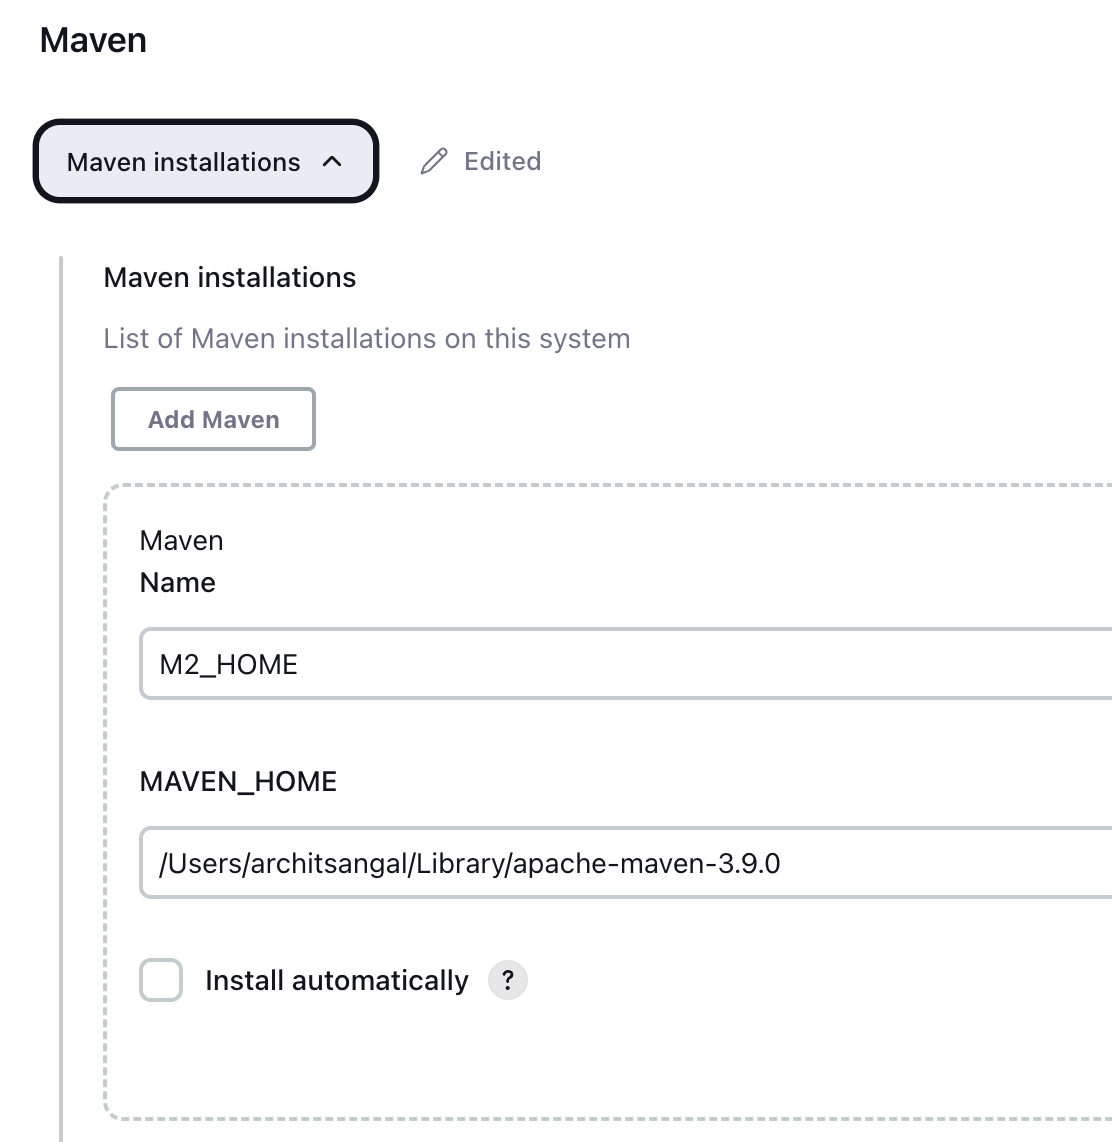 Maven
Maven installations
Edited
Maven installations
List of Maven installations on this system
Add Maven
Maven
Name
M2_HOME
MAVEN_HOME
/Users/architsangal/Library/apache-maven-3.9.0
Install automatically ?